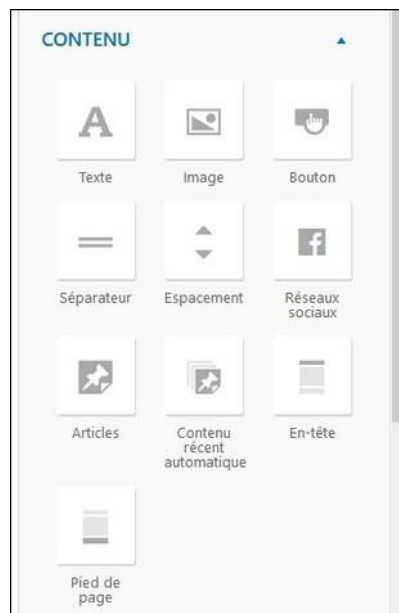 CONTENU
Texte
Image
Bouton
Séparateur
Espacement
Réseaux
sociaux
Articles
Contenu
récent
automatique
En-tête
Pied de
page